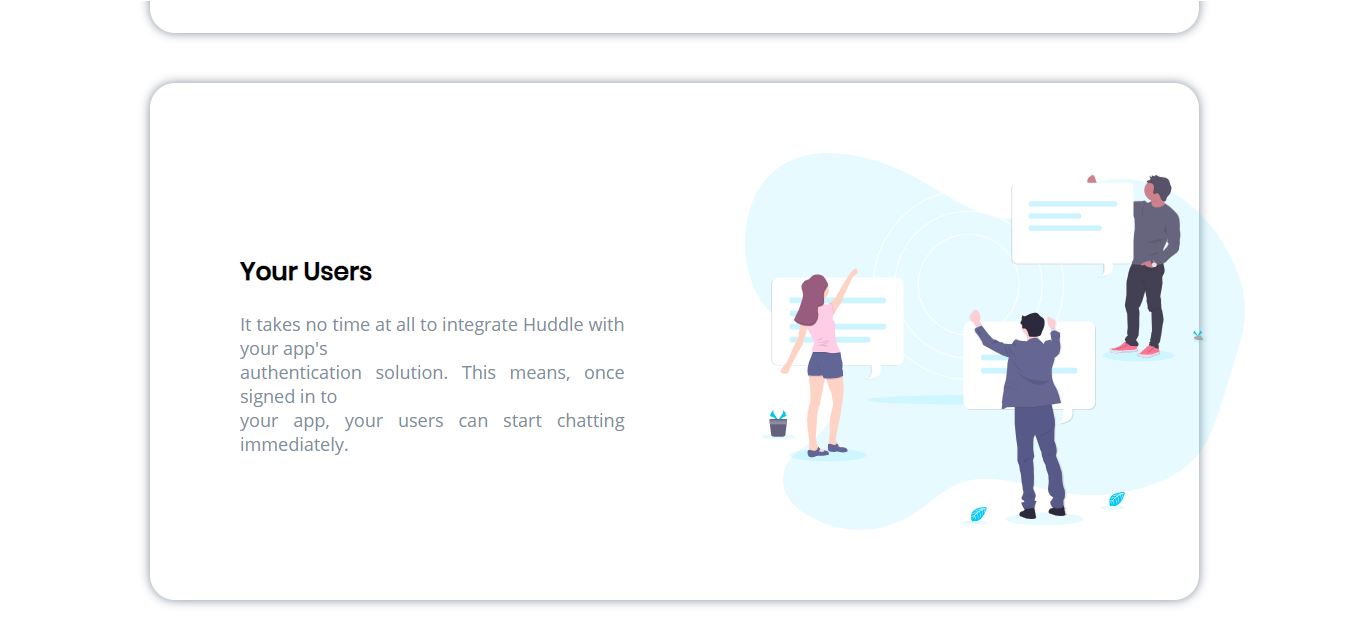 Your Users
It takes no time at all to integrate Huddle with
your app's
authentication solution. This means, once
signed in to
your app, your users can start chatting
immediately.